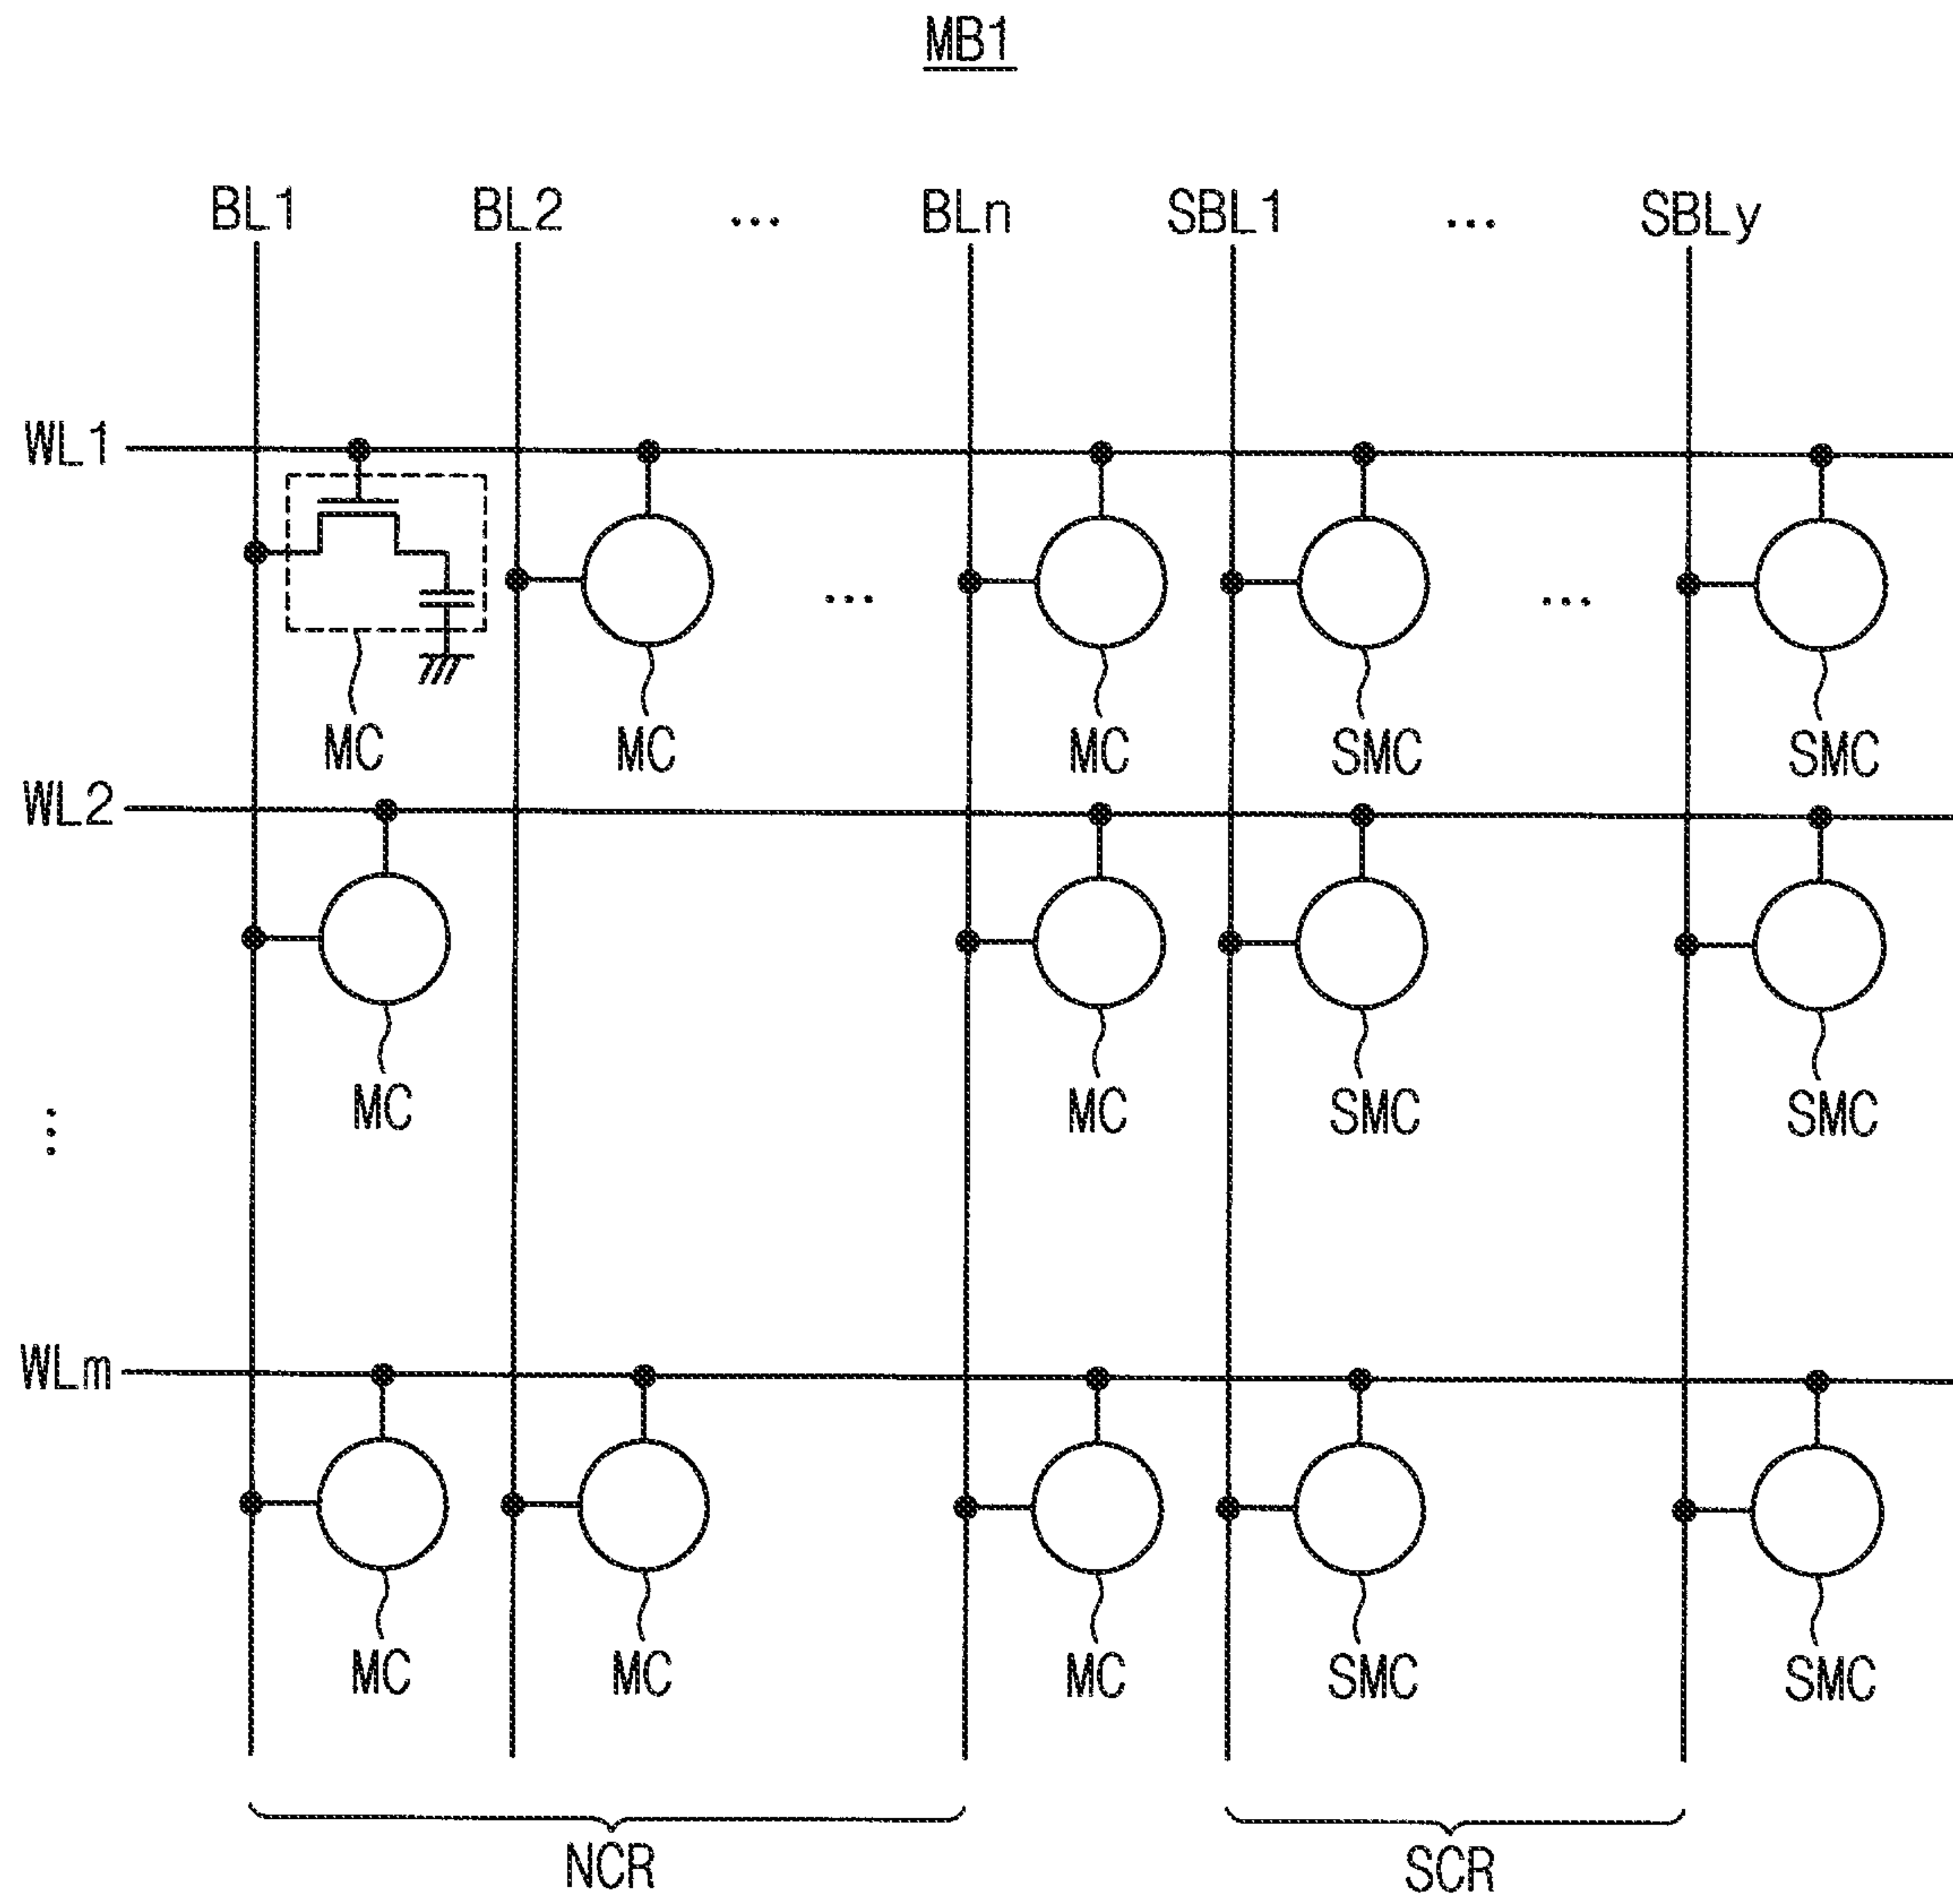 MB1
BL1 BL2 ... BLn SBL1 ... SBLy
WL1
... ...
MC MC MC SMC SMC
WL2
MC MC SMC SMC
...
WLm
MC MC MC SMC SMC
NCR SCR